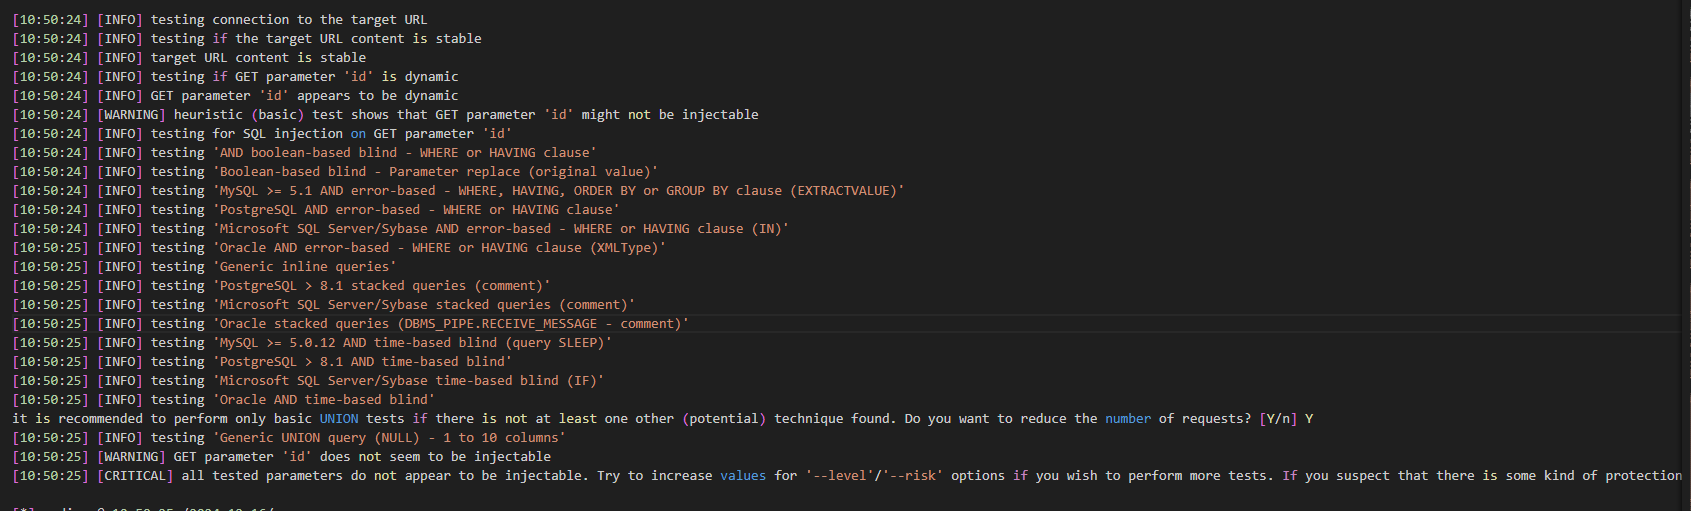 [10:50:24] [INFO] testing connection to the target URL
[10:50:24] [INFO] testing if the target URL content is stable
[10:50:24] [INFO] target URL content is stable
[10:50:24] [INFO] testing if GET parameter 'id' is dynamic
[10:50:24] [INFO] GET parameter 'id' appears to be dynamic
[10:50:24] [WARNING] heuristic (basic) test shows that GET parameter 'id' might not be injectable
[10:50:24] [INFO] testing for SQL injection on GET parameter 'id'
[10:50:24] [INFO] testing 'AND boolean-based blind - WHERE or HAVING clause'
[10:50:24] [INFO] testing 'Boolean-based blind - Parameter replace (original value)'
[10:50:24] [INFO] testing 'MySQL >= 5.1 AND error-based - WHERE, HAVING, ORDER BY or GROUP BY clause (EXTRACTVALUE)'
[10:50:24] [INFO] testing 'PostgreSQL AND error-based - WHERE or HAVING clause'
[10:50:24] [INFO] testing 'Microsoft SQL Server/Sybase AND error-based - WHERE or HAVING clause (IN)'
[10:50:25] [INFO] testing 'Oracle AND error-based - WHERE or HAVING clause (XMLType)'
[10:50:25] [INFO] testing 'Generic inline queries'
[10:50:25] [INFO] testing 'PostgreSQL > 8.1 stacked queries (comment)'
[10:50:25] [INFO] testing 'Microsoft SQL Server/Sybase stacked queries (comment)'
[10:50:25] [INFO] testing 'Oracle stacked queries (DBMS_PIPE.RECEIVE_MESSAGE - comment)'
[10:50:25] [INFO] testing 'MySQL >= 5.0.12 AND time-based blind (query SLEEP)'
[10:50:25] [INFO] testing 'PostgreSQL > 8.1 AND time-based blind'
[10:50:25] [INFO] testing 'Microsoft SQL Server/Sybase time-based blind (IF)'
[10:50:25] [INFO] testing 'Oracle AND time-based blind'
it is recommended to perform only basic UNION tests if there is not at least one other (potential) technique found. Do you want to reduce the number of requests? [Y/n] Y
[10:50:25] [INFO] testing 'Generic UNION query (NULL) - 1 to 10 columns'
[10:50:25] [WARNING] GET parameter 'id' does not seem to be injectable
[10:50:25] [CRITICAL] all tested parameters do not appear to be injectable. Try to increase values for '--level'/'--risk' options if you wish to perform more tests. If you suspect that there is some kind of protection